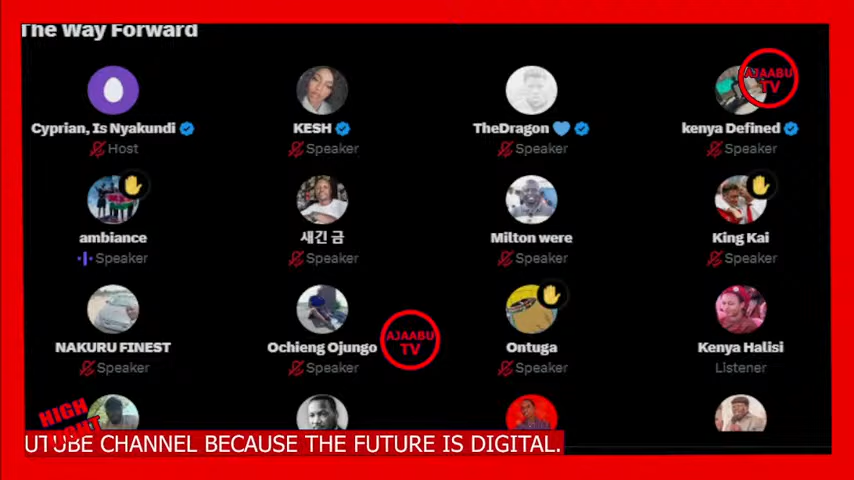 The Way Forward
AJAABU
TV
Cyprian, Is Nyakundi
KESH
TheDragon 💙
kenya Defined
Host
Speaker
Speaker
Speaker
ambiance
새긴 금
Milton were
King Kai
Speaker
Speaker
Speaker
Speaker
NAKURU FINEST
Ochieng Ojungo
AJAABU
TV
Ontuga
Kenya Halisi
Speaker
Speaker
Speaker
Listener
HIGH
LIGHT
UTUBE CHANNEL BECAUSE THE FUTURE IS DIGITAL.